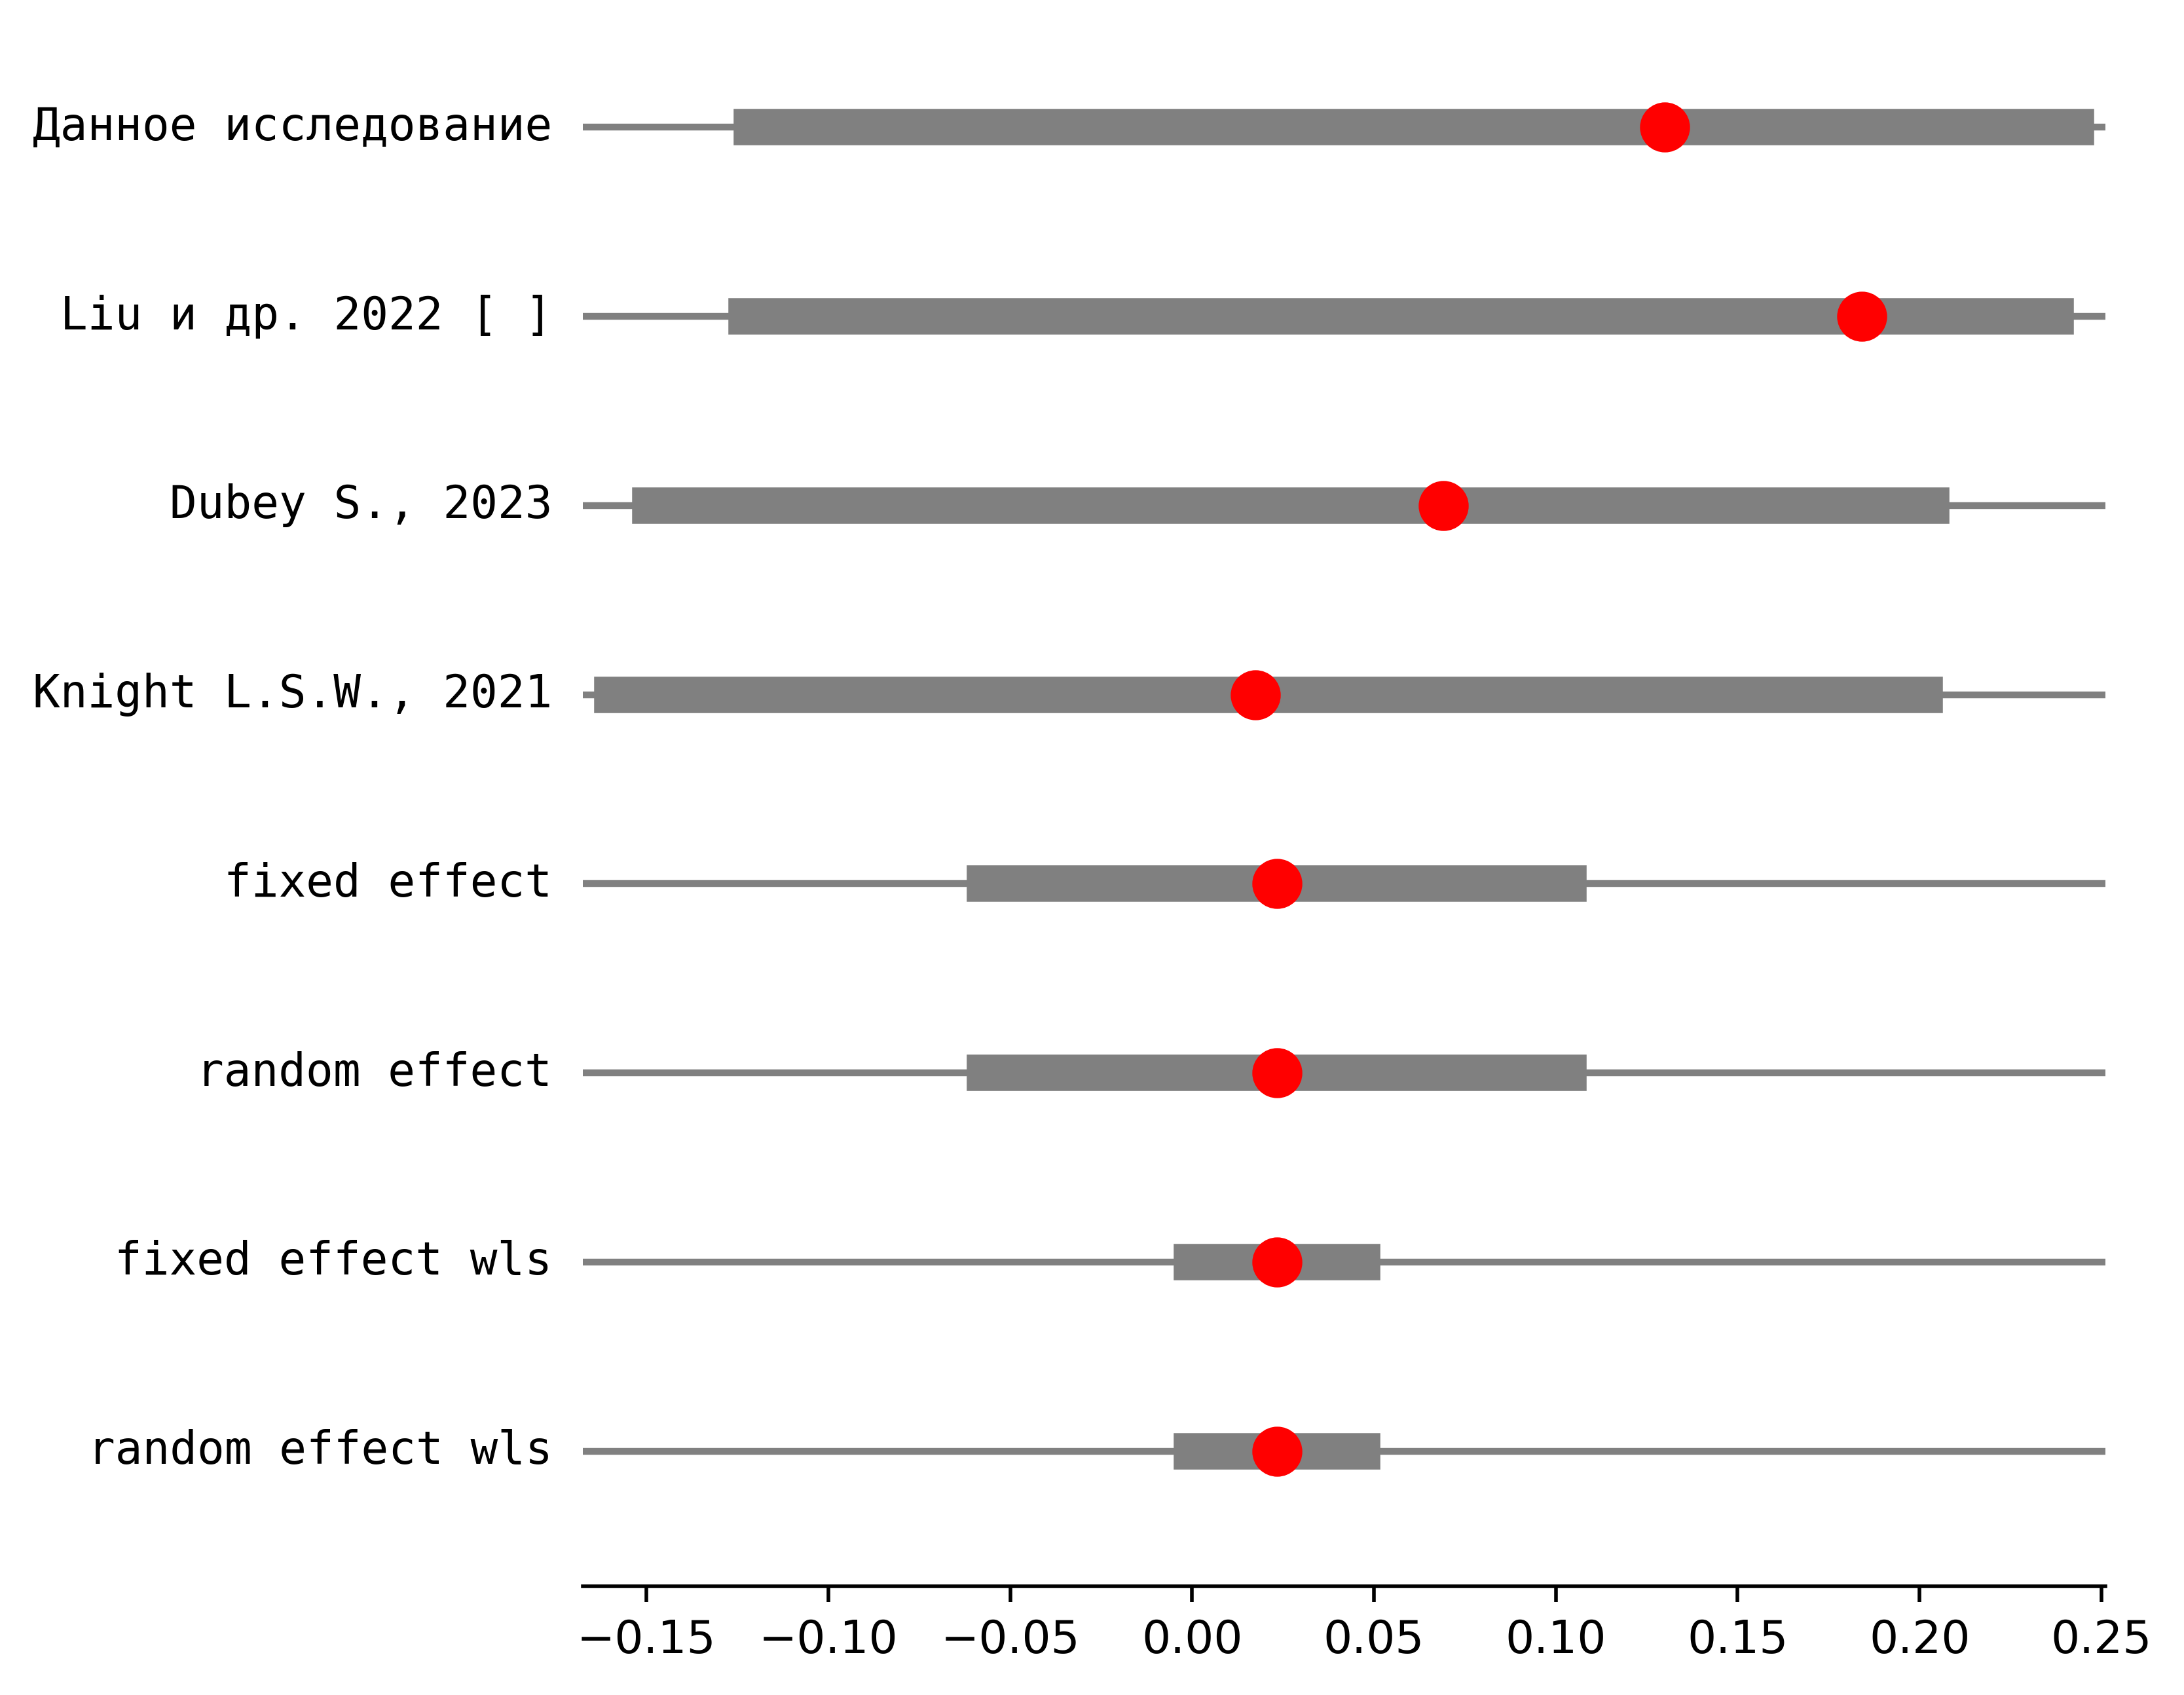 Данное исследование
Liu и др. 2022 [ ]
Dubey S., 2023
Knight L.S.W., 2021
fixed effect
random effect
fixed effect wls
random effect wls
−0.15 −0.10 −0.05 0.00 0.05 0.10 0.15 0.20 0.25